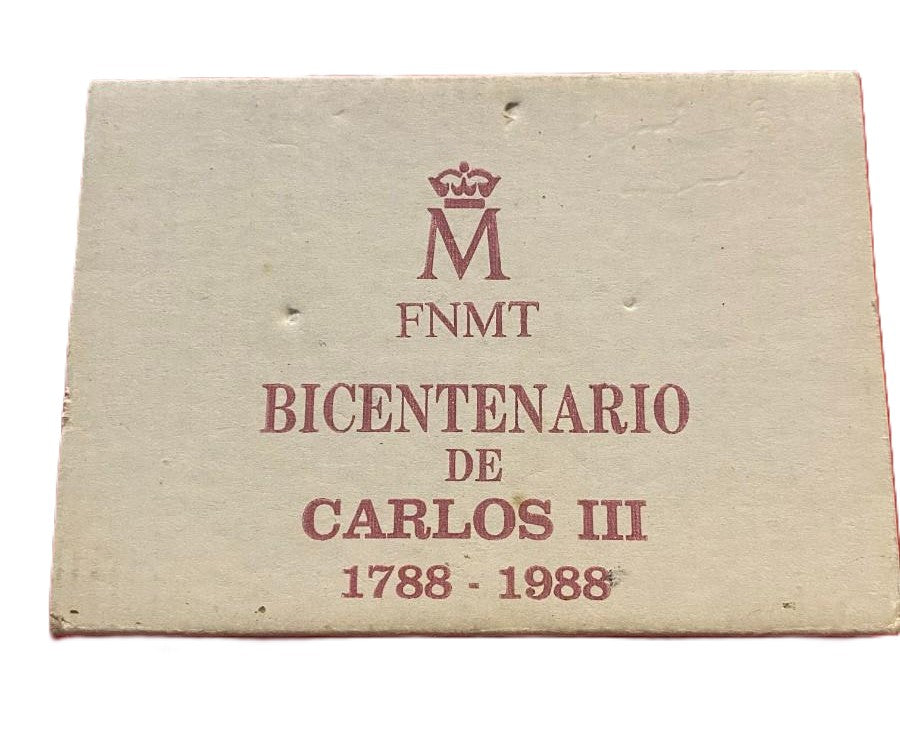 M
FNMT
BICENTENARIO
DE
CARLOS III
1788 - 1988